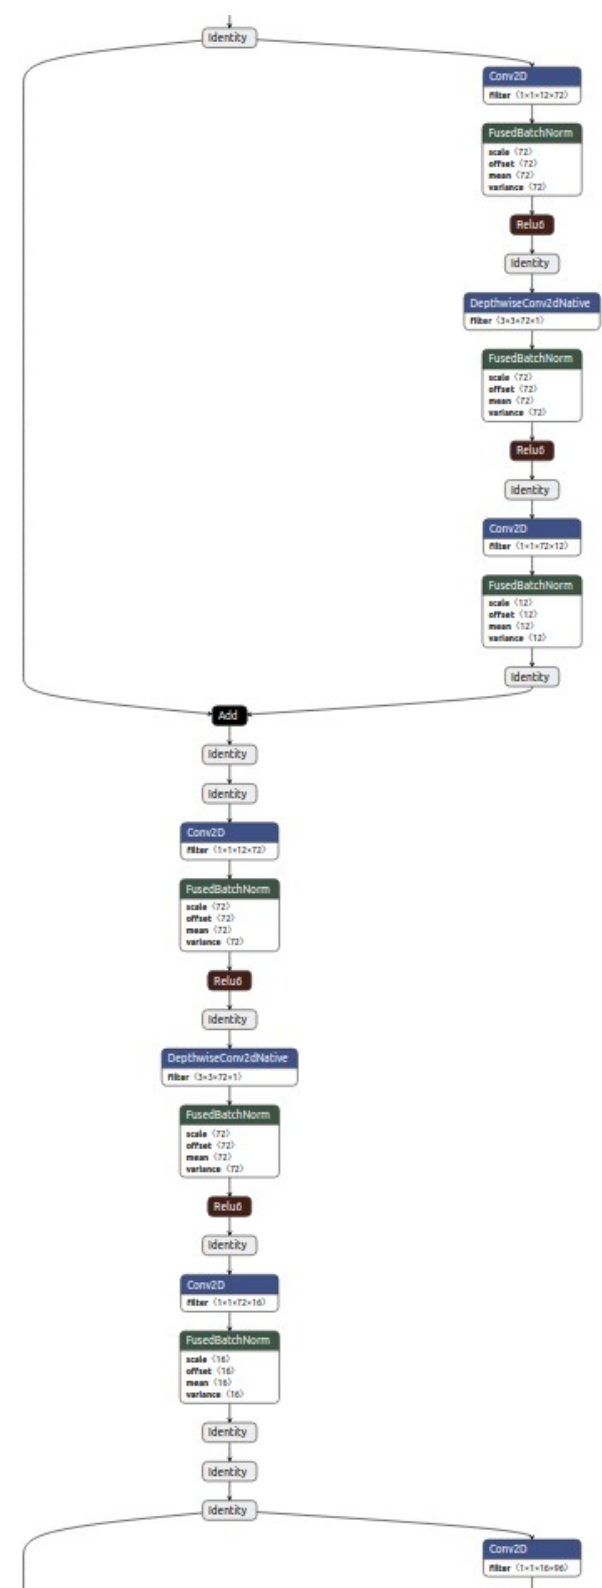 Identity
Conv2D
filter ⟨1×1×12×72⟩
FusedBatchNorm
scale ⟨72⟩
offset ⟨72⟩
mean ⟨72⟩
variance ⟨72⟩
Relu6
Identity
DepthwiseConv2dNative
filter ⟨3×3×72×1⟩
FusedBatchNorm
scale ⟨72⟩
offset ⟨72⟩
mean ⟨72⟩
variance ⟨72⟩
Relu6
Identity
Conv2D
filter ⟨1×1×72×12⟩
FusedBatchNorm
scale ⟨12⟩
offset ⟨12⟩
mean ⟨12⟩
variance ⟨12⟩
Identity
Add
Identity
Identity
Conv2D
filter ⟨1×1×12×72⟩
FusedBatchNorm
scale ⟨72⟩
offset ⟨72⟩
mean ⟨72⟩
variance ⟨72⟩
Relu6
Identity
DepthwiseConv2dNative
filter ⟨3×3×72×1⟩
FusedBatchNorm
scale ⟨72⟩
offset ⟨72⟩
mean ⟨72⟩
variance ⟨72⟩
Relu6
Identity
Conv2D
filter ⟨1×1×72×16⟩
FusedBatchNorm
scale ⟨16⟩
offset ⟨16⟩
mean ⟨16⟩
variance ⟨16⟩
Identity
Identity
Identity
Conv2D
filter ⟨1×1×16×96⟩